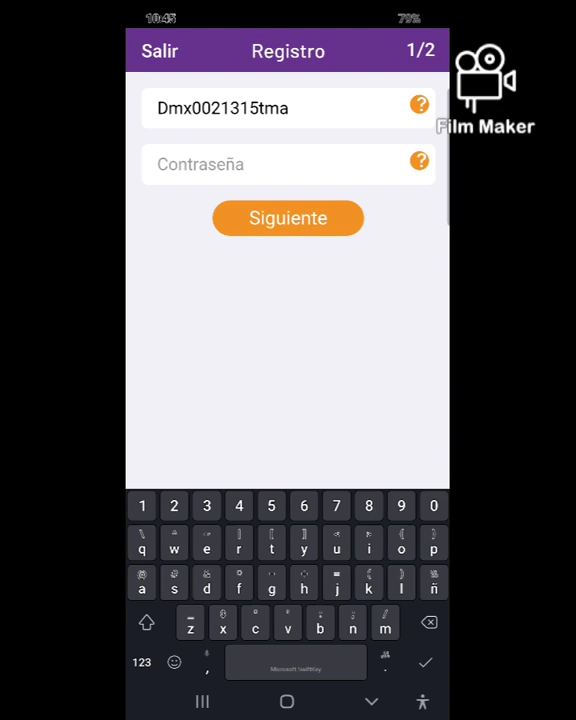 10:45 79%
Salir Registro 1/2
Dmx0021315tma ?
Contraseña ?
Siguiente
Film Maker
1 2 3 4 5 6 7 8 9 0
q w e r t y u i o p
a s d f g h j k l ñ
z x c v b n m
123 , .
Microsoft SwiftKey